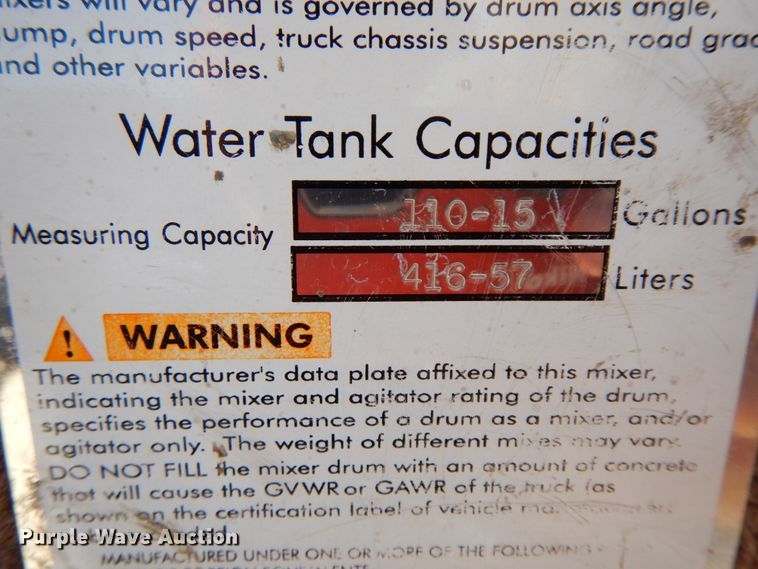 mixers will vary and is governed by drum axis angle,
slump, drum speed, truck chassis suspension, road grade
and other variables.
Water Tank Capacities
Measuring Capacity 110-15 Gallons
416-57 Liters
WARNING
The manufacturer's data plate affixed to this mixer,
indicating the mixer and agitator rating of the drum,
specifies the performance of a drum as a mixer, and/or
agitator only. The weight of different mixes may vary.
DO NOT FILL the mixer drum with an amount of concrete
that will cause the GVWR or GAWR of the truck (as
shown on the certification label of vehicle
Purple Wave Auction
MANUFACTURED UNDER ONE OR MORE OF THE FOLLOWING